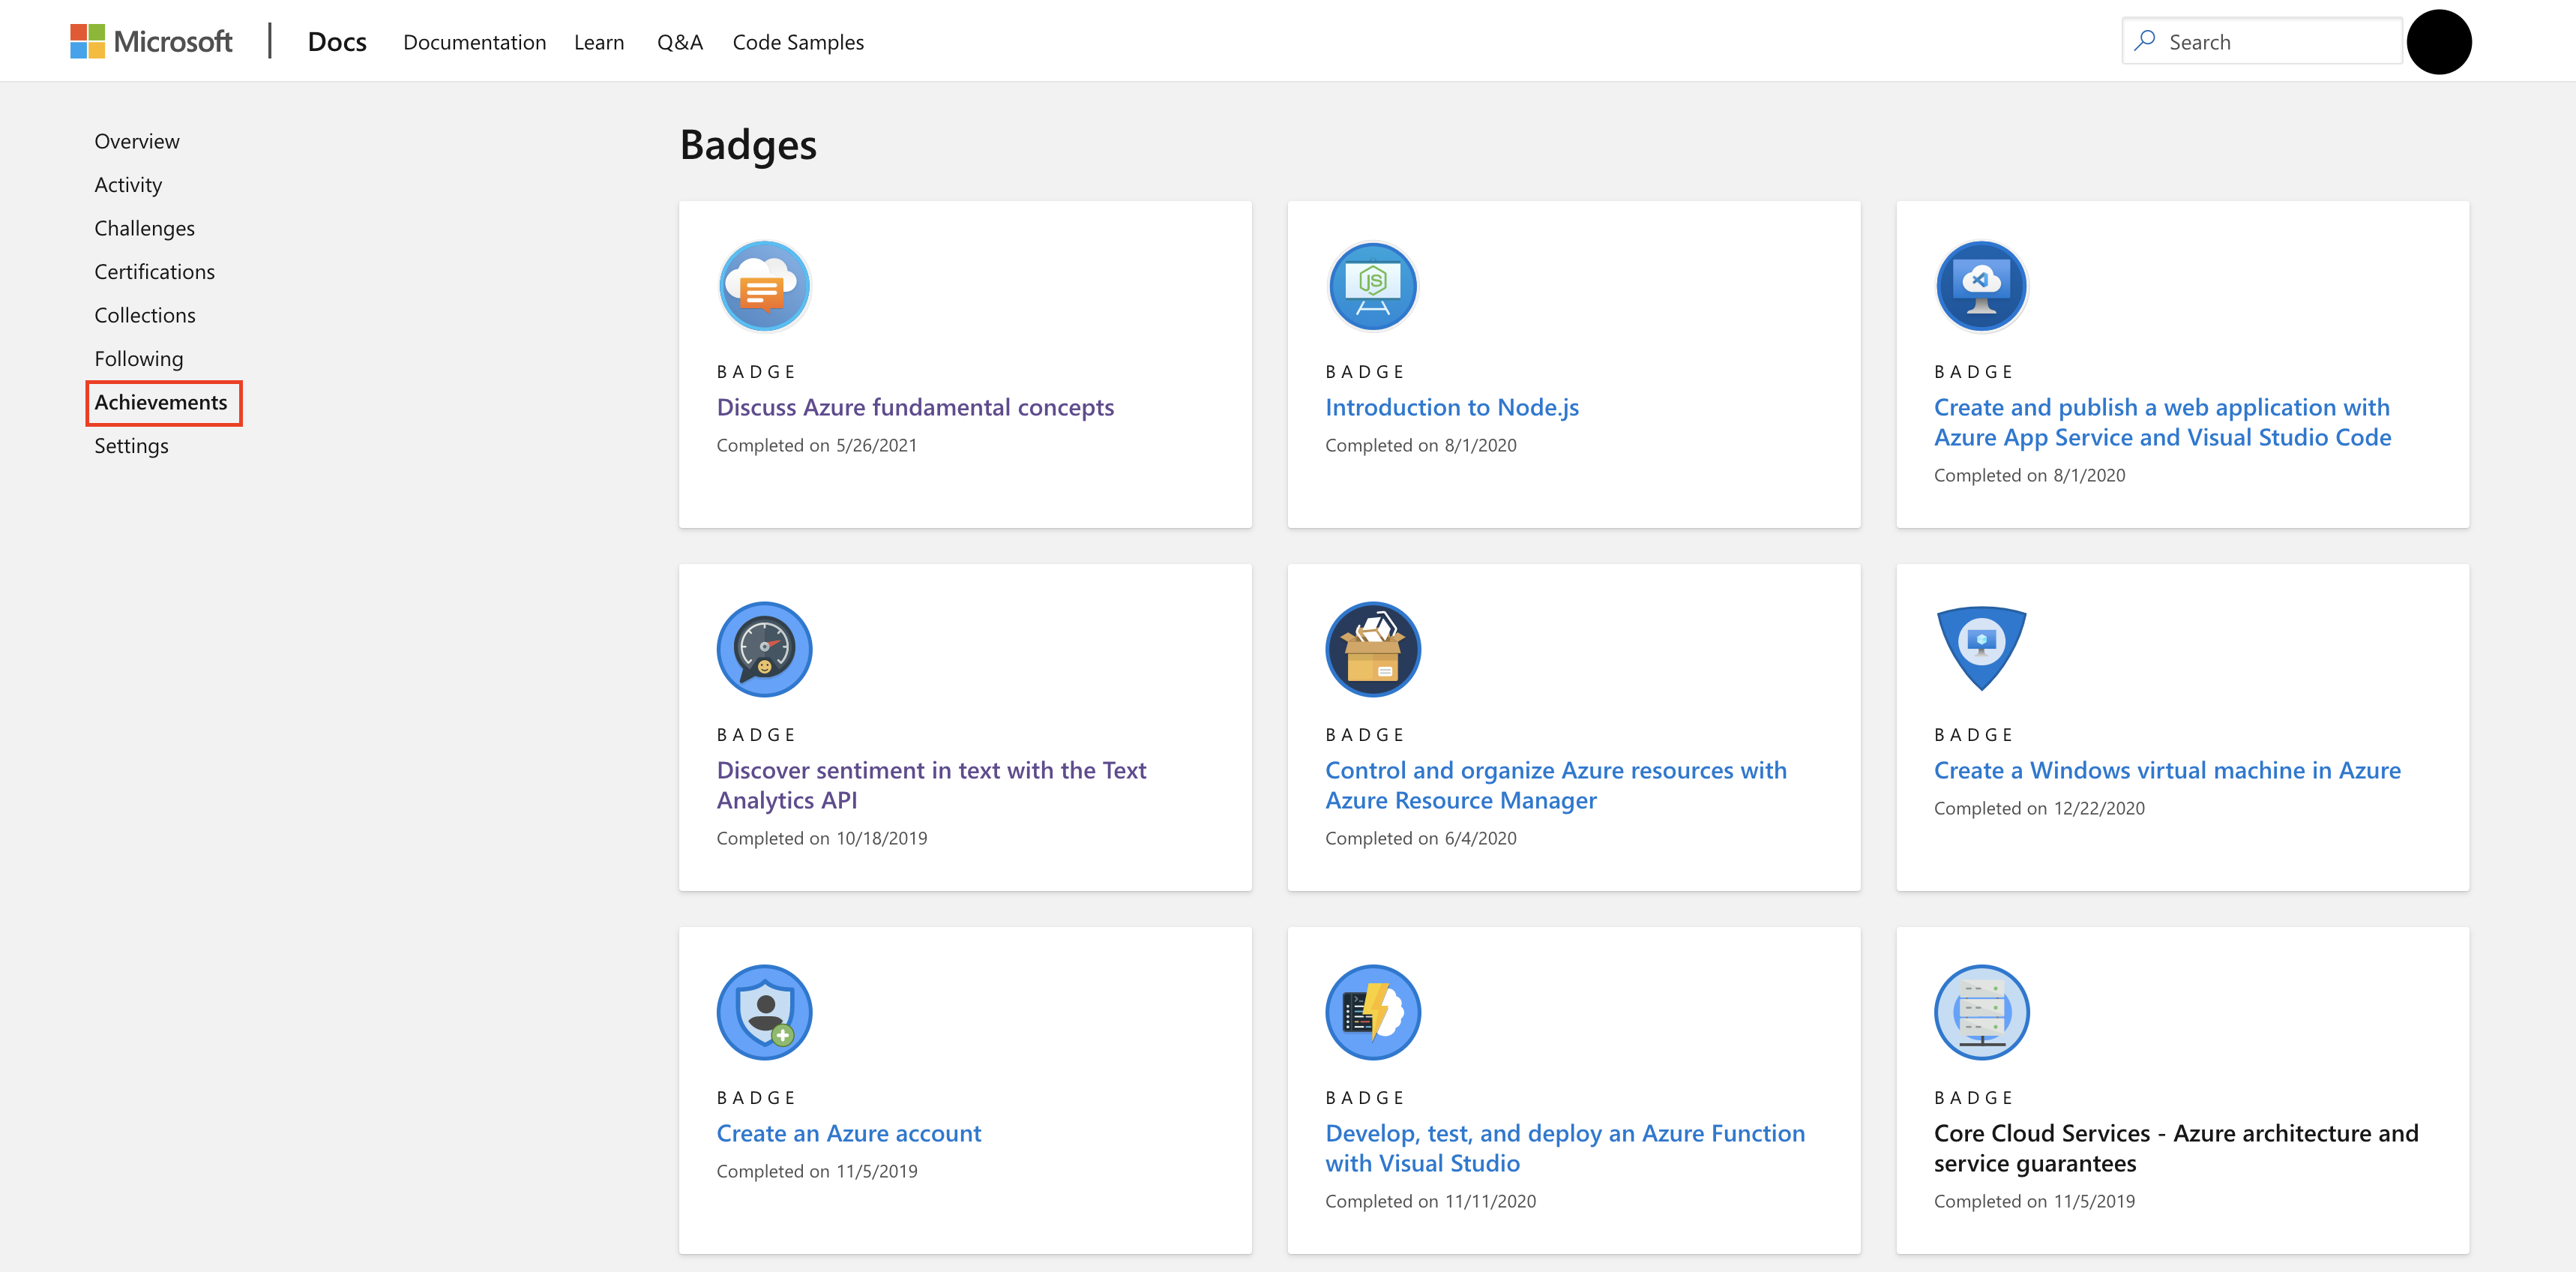 Microsoft
Docs
Documentation
Learn
Q&A
Code Samples
Search
Overview
Activity
Challenges
Certifications
Collections
Following
Achievements
Settings
Badges
BADGE
Discuss Azure fundamental concepts
Completed on 5/26/2021
JS
BADGE
Introduction to Node.js
Completed on 8/1/2020
BADGE
Create and publish a web application with
Azure App Service and Visual Studio Code
Completed on 8/1/2020
BADGE
Discover sentiment in text with the Text
Analytics API
Completed on 10/18/2019
BADGE
Control and organize Azure resources with
Azure Resource Manager
Completed on 6/4/2020
BADGE
Create a Windows virtual machine in Azure
Completed on 12/22/2020
BADGE
Create an Azure account
Completed on 11/5/2019
BADGE
Develop, test, and deploy an Azure Function
with Visual Studio
Completed on 11/11/2020
BADGE
Core Cloud Services - Azure architecture and
service guarantees
Completed on 11/5/2019